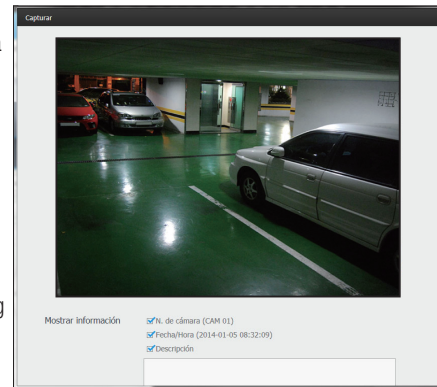 Capturar
Mostrar información
N. de cámara (CAM 01)
Fecha/Hora (2014-01-05 08:32:09)
Descripción